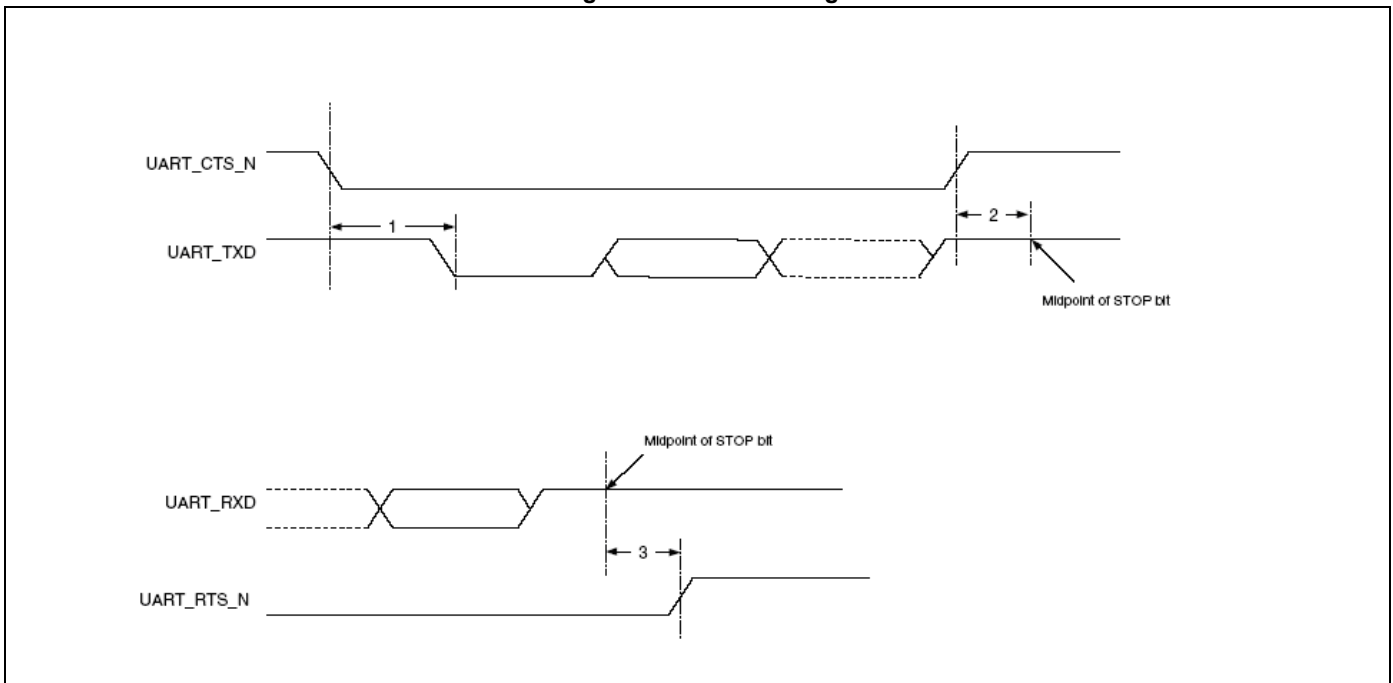 UART_CTS_N
1
2
UART_TXD
Midpoint of STOP bit
Midpoint of STOP bit
UART_RXD
3
UART_RTS_N